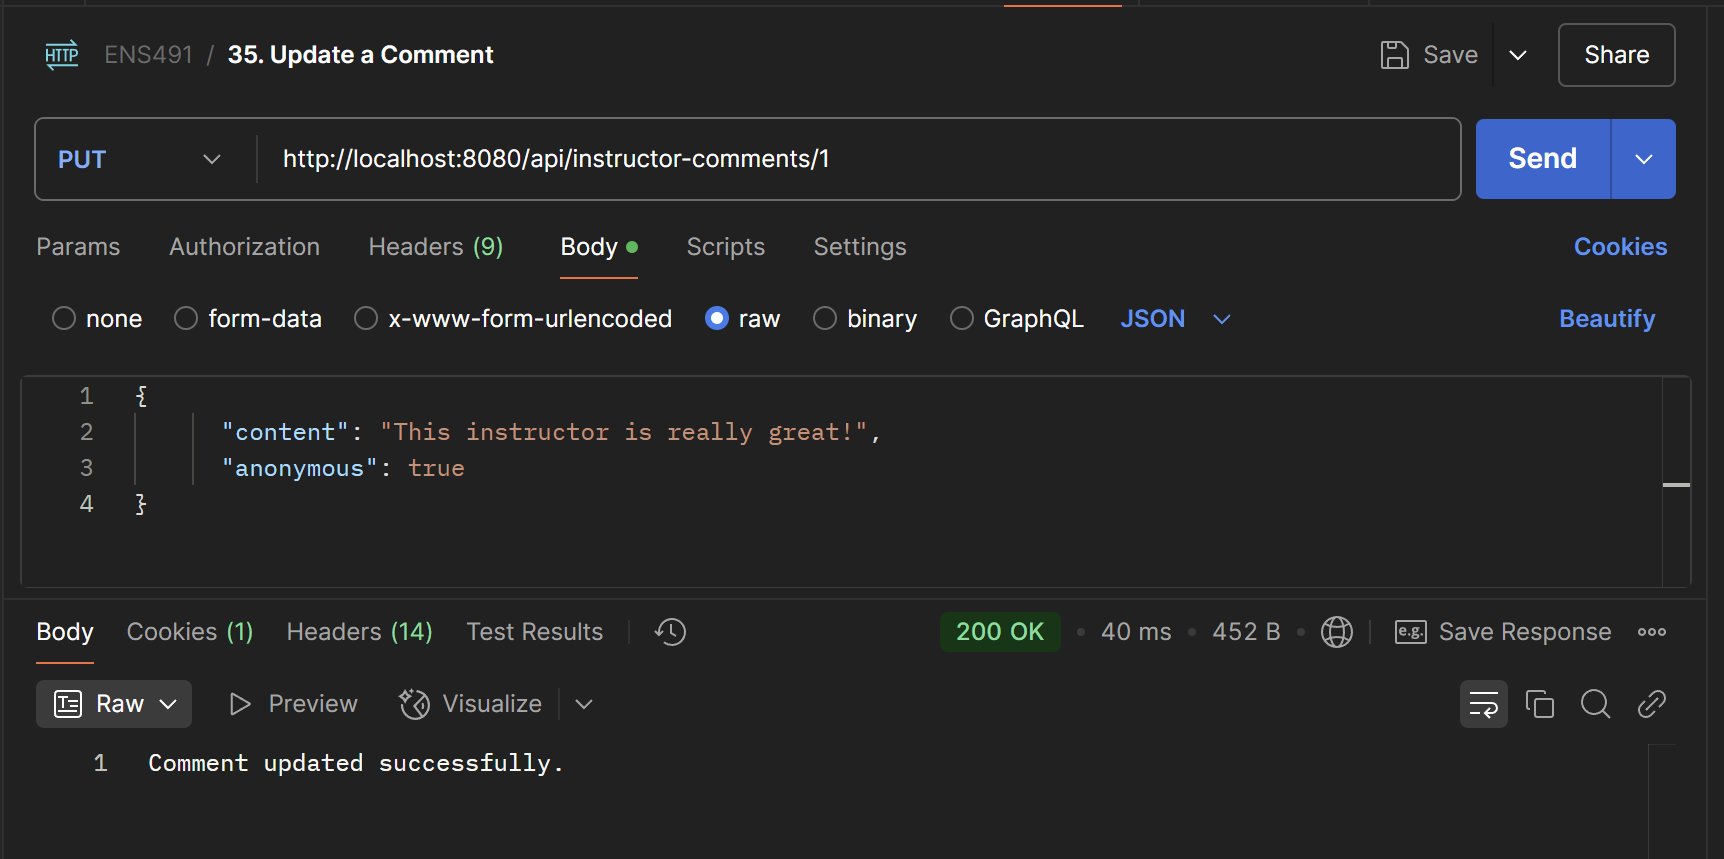 HTTP ENS491 / 35. Update a Comment Save Share
PUT http://localhost:8080/api/instructor-comments/1 Send
Params Authorization Headers (9) Body Scripts Settings Cookies
none form-data x-www-form-urlencoded raw binary GraphQL JSON Beautify
1 {
2 "content": "This instructor is really great!",
3 "anonymous": true
4 }
Body Cookies (1) Headers (14) Test Results 200 OK • 40 ms • 452 B • e.g. Save Response
Raw Preview Visualize
1 Comment updated successfully.